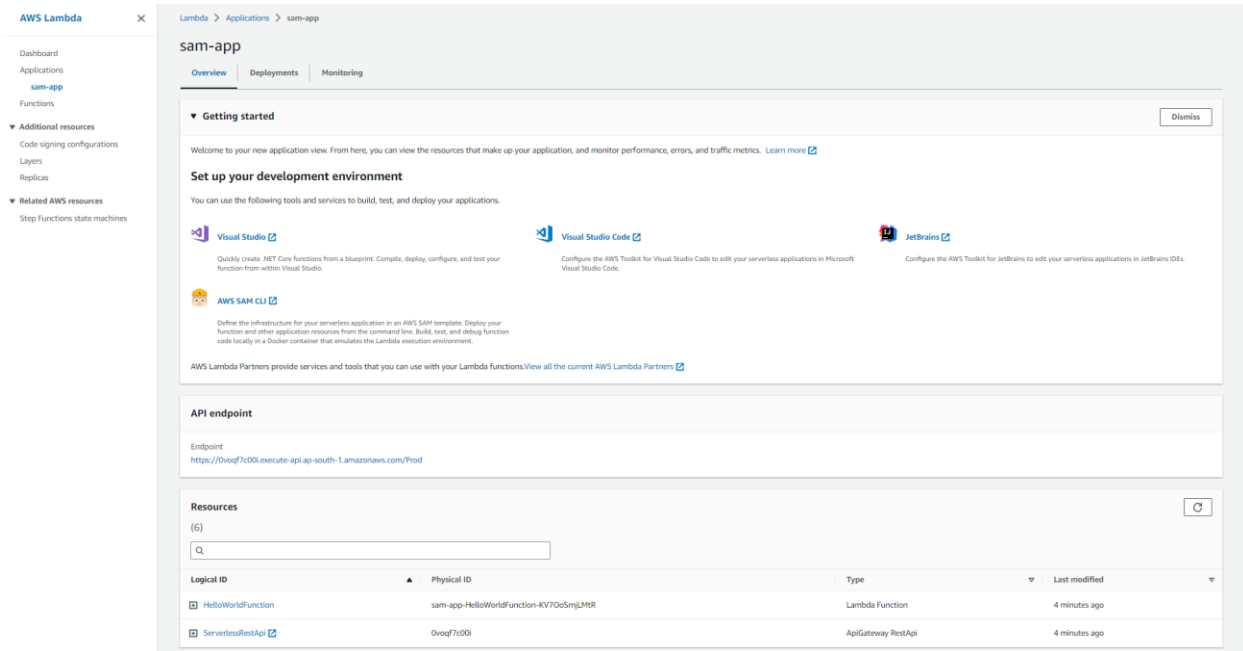 AWS Lambda
Lambda > Applications > sam-app
Dashboard
Applications
sam-app
Functions
Additional resources
Code signing configurations
Layers
Replicas
Related AWS resources
Step Functions state machines
sam-app
Overview Deployments Monitoring
Getting started
Dismiss
Welcome to your new application view. From here, you can view the resources that make up your application, and monitor performance, errors, and traffic metrics. Learn more
Set up your development environment
You can use the following tools and services to build, test, and deploy your applications.
Visual Studio
Quickly create .NET Core functions from a blueprint. Compile, deploy, configure, and test your
function from within Visual Studio.
Visual Studio Code
Configure the AWS Toolkit for Visual Studio Code to edit your serverless applications in Microsoft
Visual Studio Code.
JetBrains
Configure the AWS Toolkit for JetBrains to edit your serverless applications in JetBrains IDEs.
AWS SAM CLI
Define the infrastructure for your serverless application in an AWS SAM template. Deploy your
function and other application resources from the command line. Build, test, and debug function
code locally in a Docker container that emulates the Lambda execution environment.
AWS Lambda Partners provide services and tools that you can use with your Lambda functions.View all the current AWS Lambda Partners
API endpoint
Endpoint
https://0voqf7c00i.execute-api.ap-south-1.amazonaws.com/Prod
Resources
(6)
Logical ID Physical ID Type Last modified
HelloWorldFunction sam-app-HelloWorldFunction-KV7OoSmjLMtR Lambda Function 4 minutes ago
ServerlessRestApi 0voqf7c00i ApiGateway RestApi 4 minutes ago